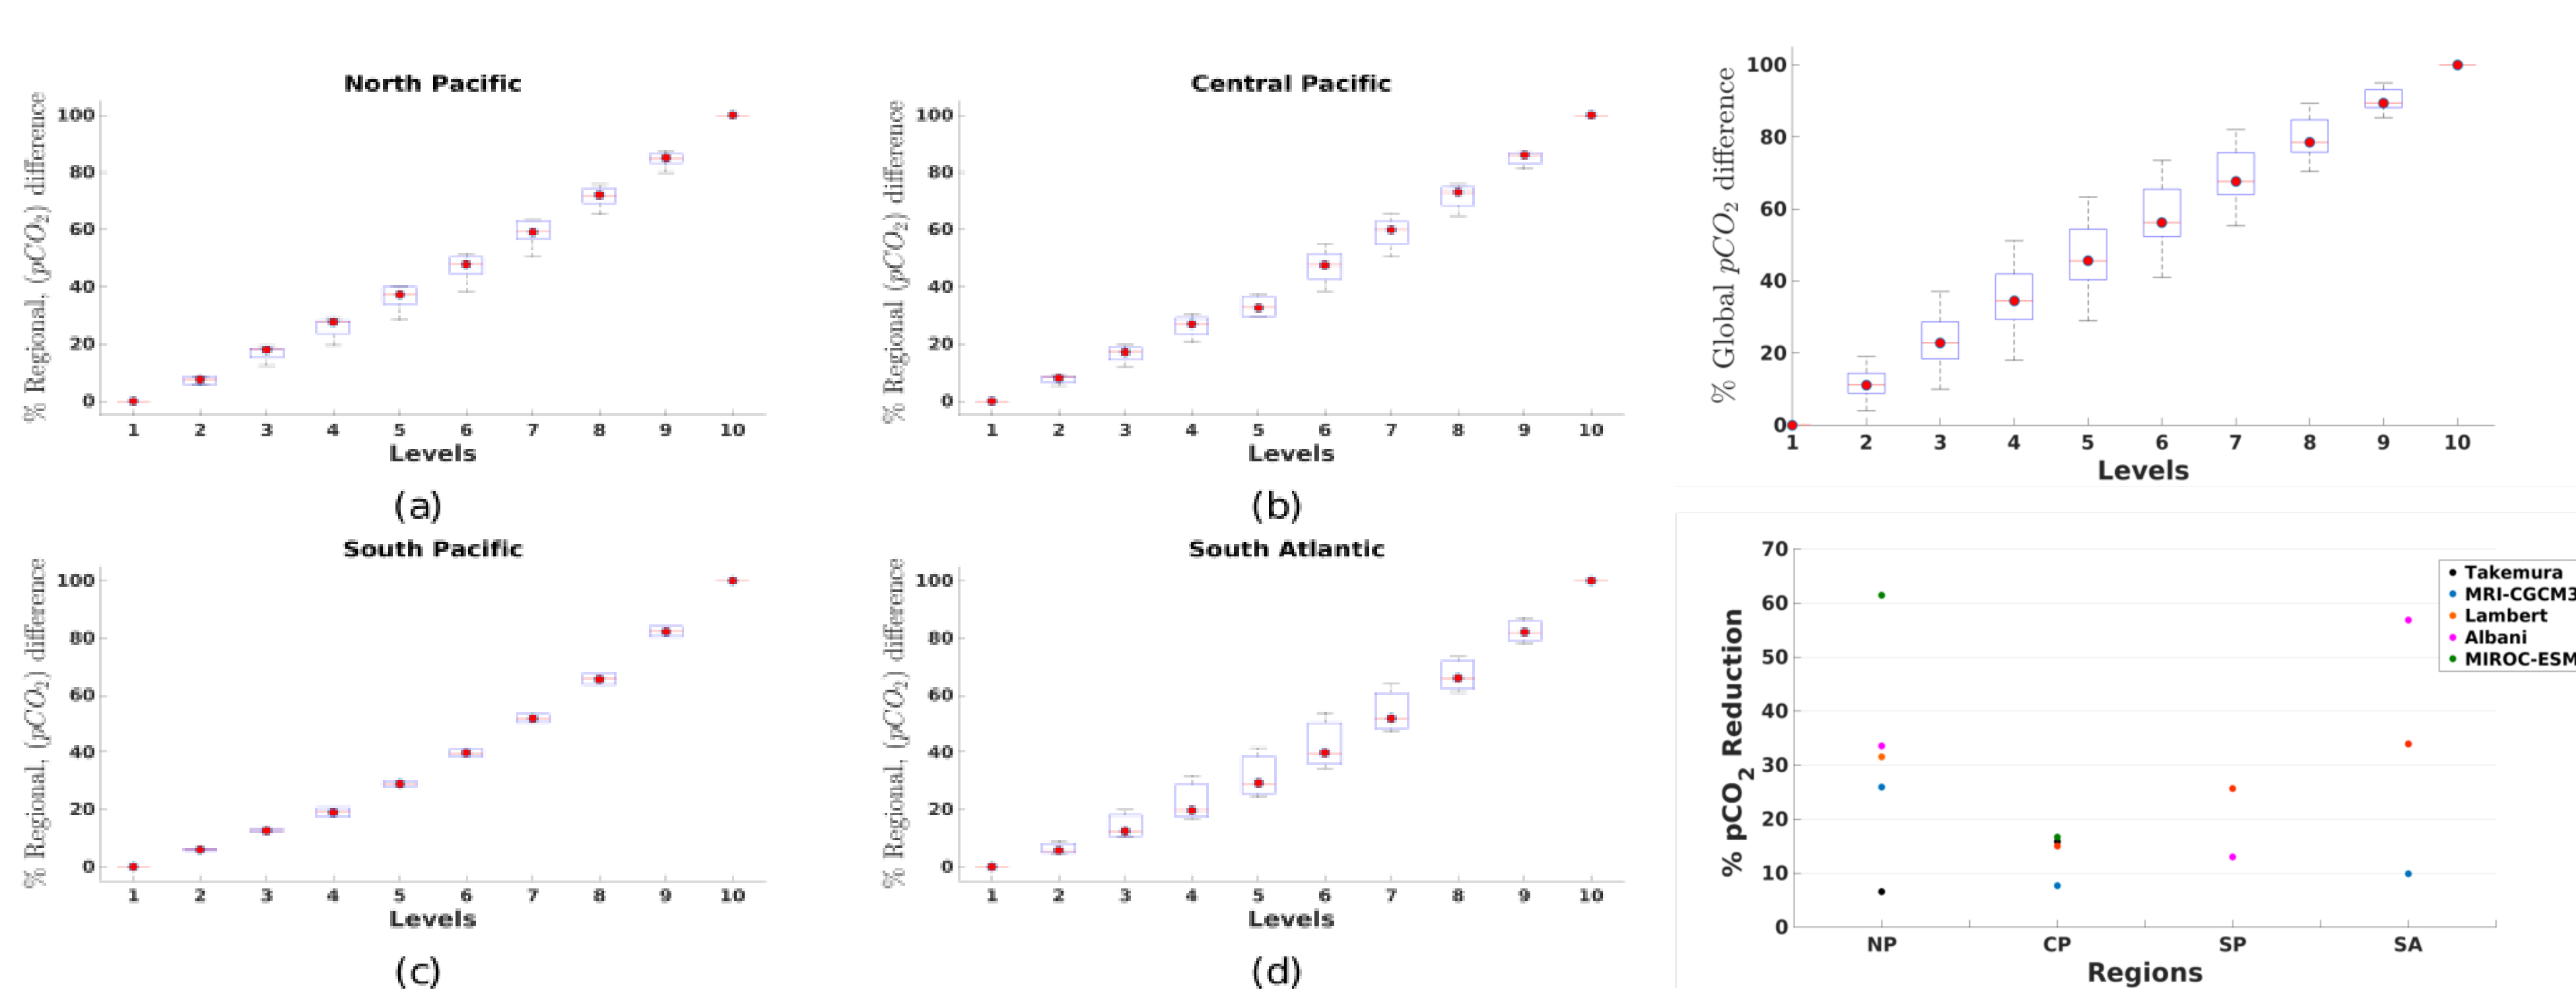 North Pacific
% Regional, (pCO2) difference
100
80
60
40
20
0
1 2 3 4 5 6 7 8 9 10
Levels
(a)
Central Pacific
% Regional (pCO2) difference
100
80
60
40
20
0
1 2 3 4 5 6 7 8 9 10
Levels
(b)
% Global pCO2 difference
100
80
60
40
20
0
1 2 3 4 5 6 7 8 9 10
Levels
South Pacific
% Regional, (pCO2) difference
100
80
60
40
20
0
1 2 3 4 5 6 7 8 9 10
Levels
(c)
South Atlantic
% Regional, (pCO2) difference
100
80
60
40
20
0
1 2 3 4 5 6 7 8 9 10
Levels
(d)
% pCO2 Reduction
70
60
50
40
30
20
10
0
NP CP SP SA
Regions
Takemura
MRI-CGCM3
Lambert
Albani
MIROC-ESM